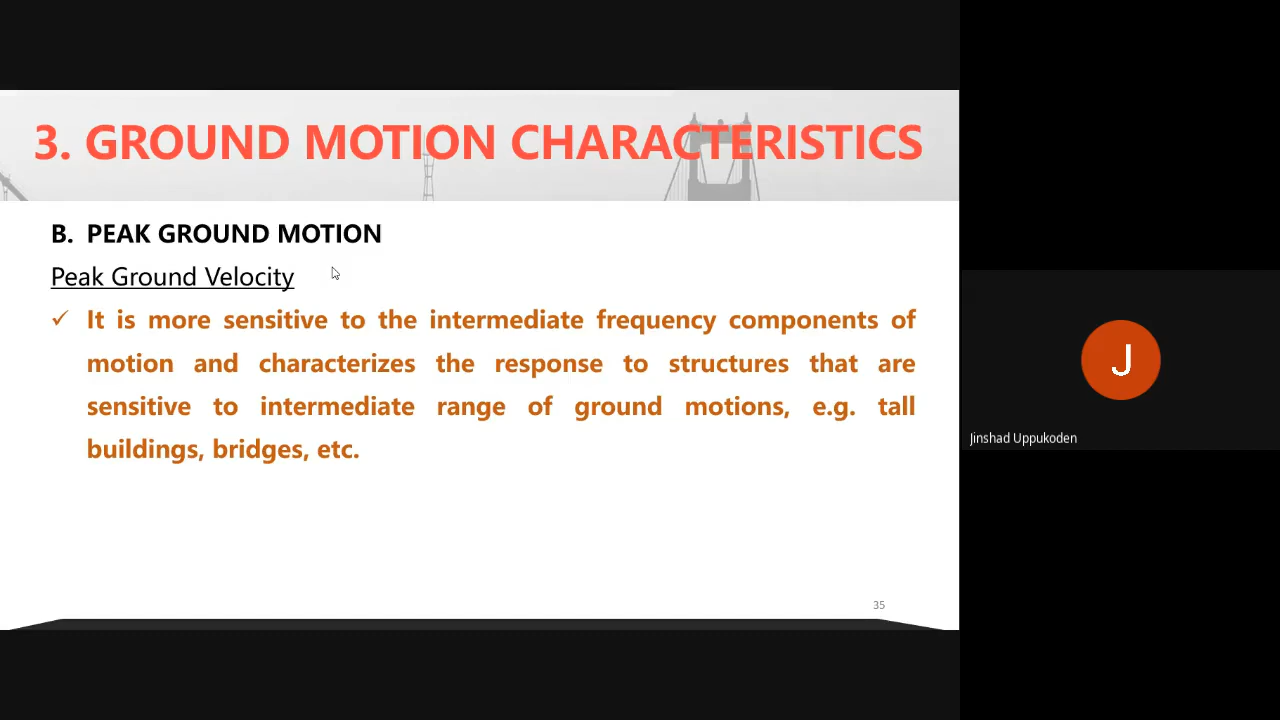 3. GROUND MOTION CHARACTERISTICS
B. PEAK GROUND MOTION
Peak Ground Velocity
✓ It is more sensitive to the intermediate frequency components of
motion and characterizes the response to structures that are
sensitive to intermediate range of ground motions, e.g. tall
buildings, bridges, etc.
35
J
Jinshad Uppukoden